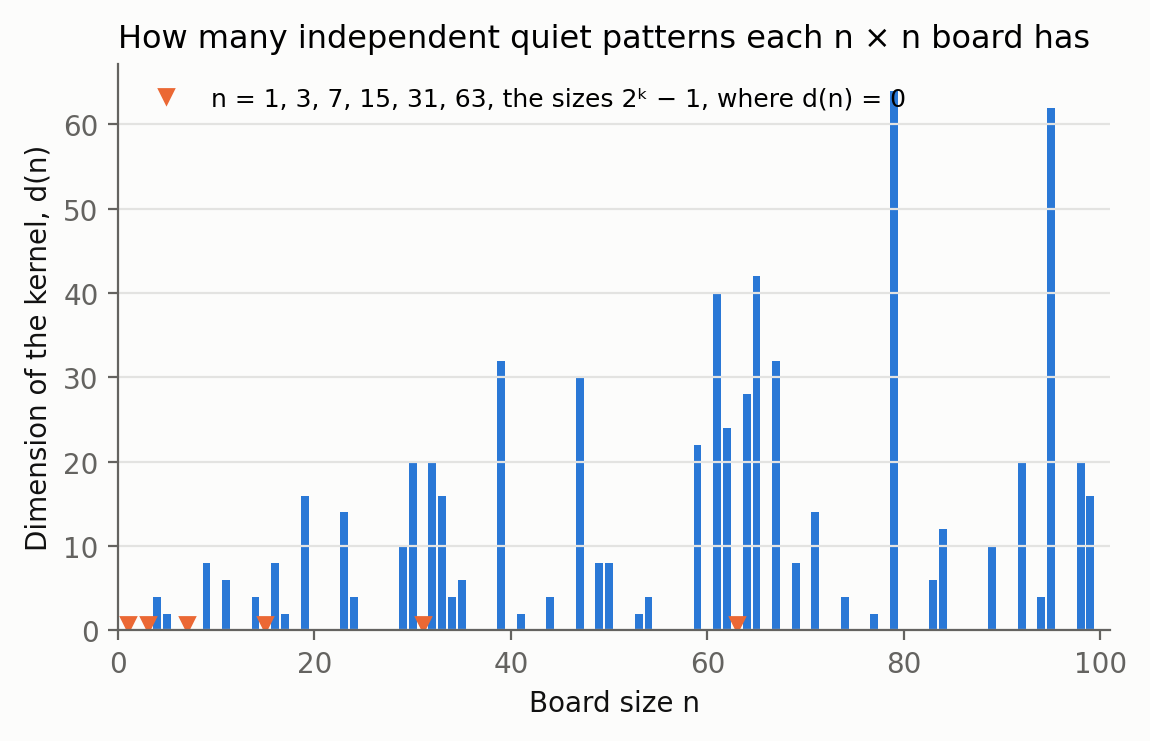 How many independent quiet patterns each n × n board has
n = 1, 3, 7, 15, 31, 63, the sizes 2ᵏ − 1, where d(n) = 0
Dimension of the kernel, d(n)
60
50
40
30
20
10
0
0 20 40 60 80 100
Board size n